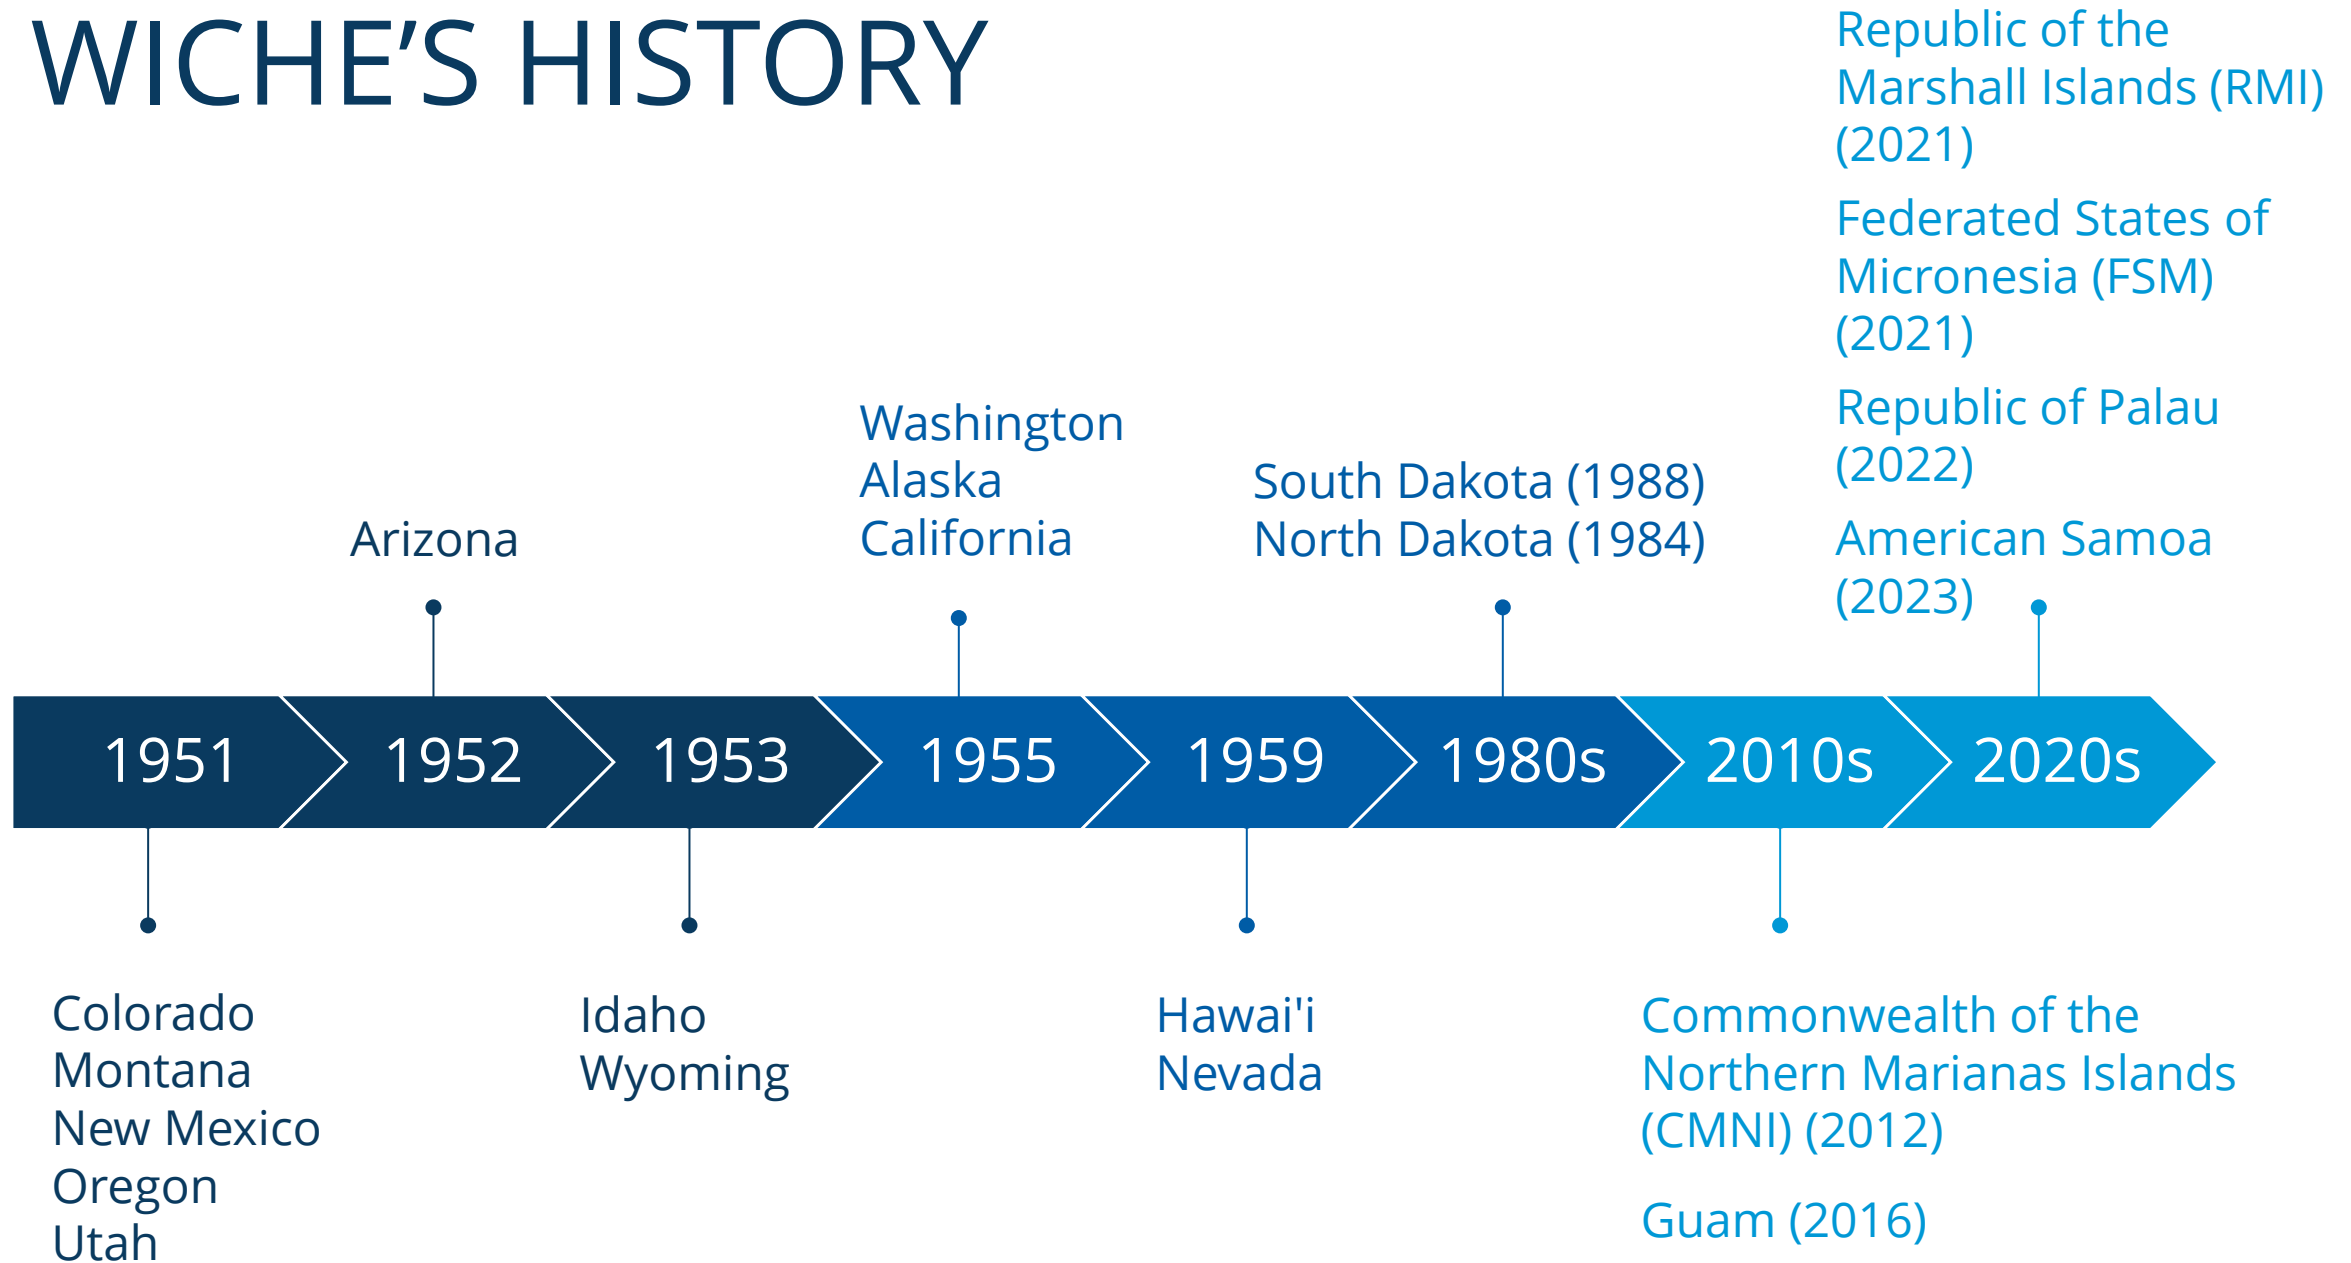 WICHE’S HISTORY
Republic of the
Marshall Islands (RMI)
(2021)
Federated States of
Micronesia (FSM)
(2021)
Republic of Palau
(2022)
American Samoa
(2023)
Arizona
Washington
Alaska
California
South Dakota (1988)
North Dakota (1984)
1951
1952
1953
1955
1959
1980s
2010s
2020s
Colorado
Montana
New Mexico
Oregon
Utah
Idaho
Wyoming
Hawai'i
Nevada
Commonwealth of the
Northern Marianas Islands
(CMNI) (2012)
Guam (2016)